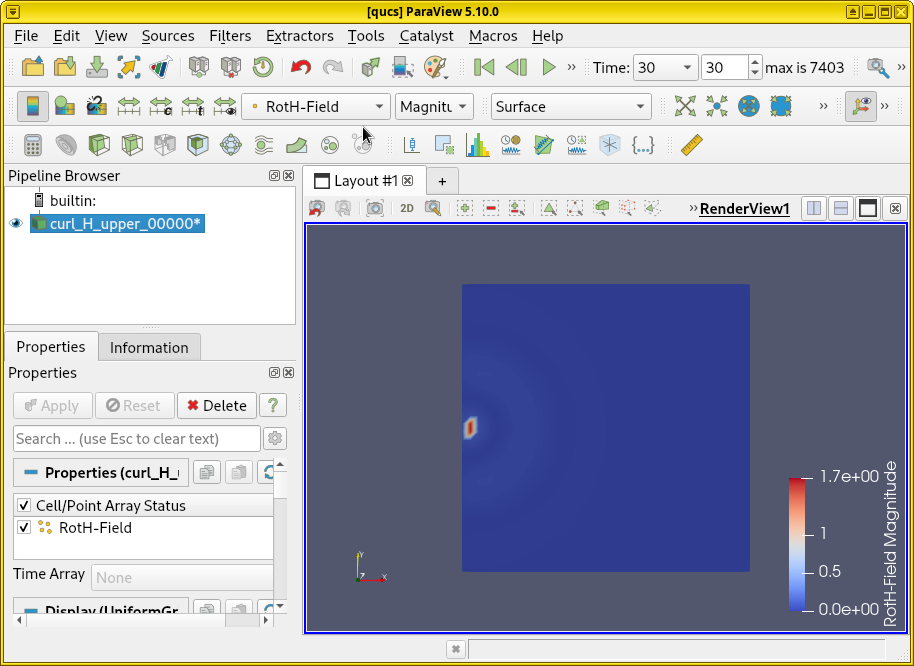 [qucs] ParaView 5.10.0
File Edit View Sources Filters Extractors Tools Catalyst Macros Help
Time: 30 30 max is 7403
RothH-Field Magnitu Surface
Pipeline Browser
builtin:
curl_H_upper_00000*
Properties Information
Properties
Apply Reset Delete ?
Search ... (use Esc to clear text)
Properties (curl_H_
Cell/Point Array Status
RotH-Field
Time Array None
Display (UniformGr
Layout #1 +
2D RenderView1
Y
Z X
1.7e+00
1
0.5
0.0e+00
RotH-Field Magnitude